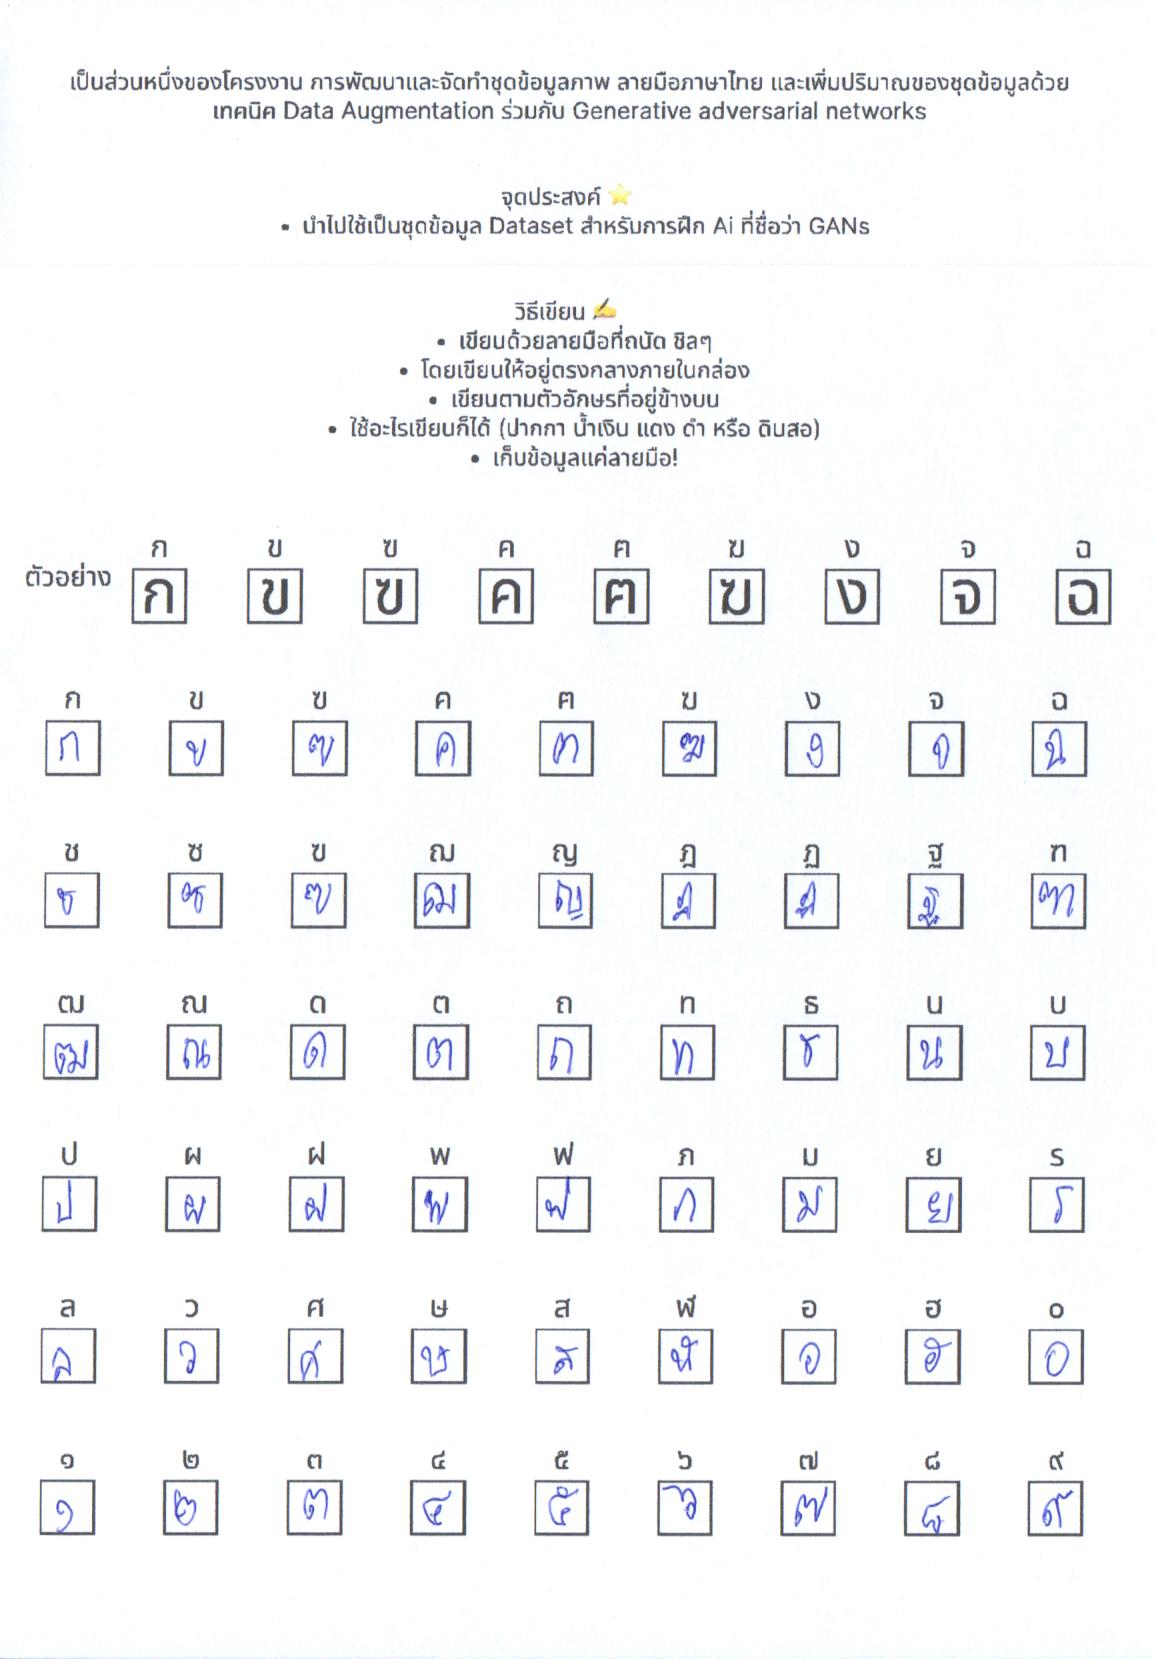 เป็นส่วนหนึ่งของโครงงาน การพัฒนาและจัดทำชุดข้อมูลภาพ ลายมือภาษาไทย และเพิ่มปริมาณของชุดข้อมูลด้วย
เทคนิค Data Augmentation ร่วมกับ Generative adversarial networks
จุดประสงค์ ⭐
• นำไปใช้เป็นชุดข้อมูล Dataset สำหรับการฝึก Ai ที่ชื่อว่า GANs
วิธีเขียน ✍️
• เขียนด้วยลายมือที่ถนัด ชิลๆ
• โดยเขียนให้อยู่ตรงกลางภายในกล่อง
• เขียนตามตัวอักษรที่อยู่ข้างบน
• ใช้อะไรเขียนก็ได้ (ปากกา น้ำเงิน แดง ดำ หรือ ดินสอ)
• เก็บข้อมูลแค่ลายมือ!
ก ข ฃ ค ฅ ฆ ง จ ฉ
ตัวอย่าง ก ข ฃ ค ฅ ฆ ง จ ฉ
ก ข ฃ ค ฅ ฆ ง จ ฉ
ก ข ฃ ค ฅ ฆ ง จ ฉ
ช ซ ฃ ฌ ญ ฎ ฏ ฐ ฑ
ช ซ ฃ ฌ ญ ฎ ฏ ฐ ฑ
ฒ ณ ด ต ถ ท ธ น บ
ฒ ณ ด ต ถ ท ธ น บ
ป ผ ฝ พ ฟ ภ ม ย ร
ป ผ ฝ พ ฟ ภ ม ย ร
ล ว ศ ษ ส ฬ อ ฮ ๐
ล ว ศ ษ ส ฬ อ ฮ ๐
๑ ๒ ๓ ๔ ๕ ๖ ๗ ๘ ๙
๑ ๒ ๓ ๔ ๕ ๖ ๗ ๘ ๙